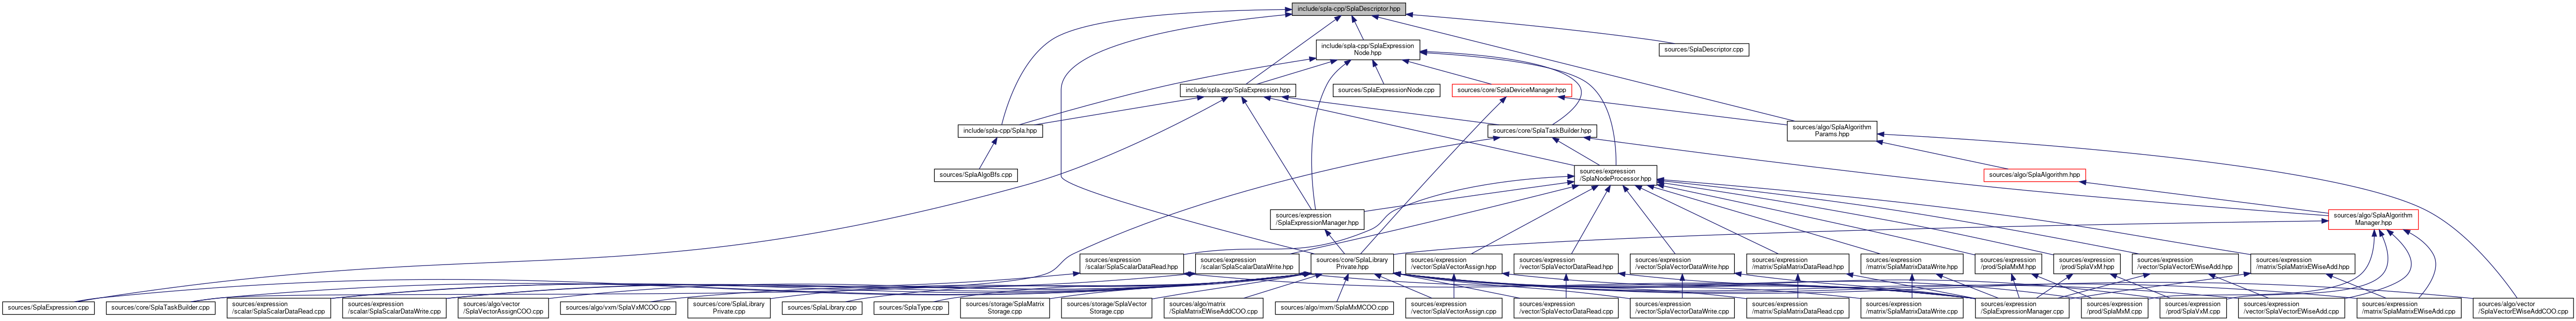 include/spla-cpp/SplaDescriptor.hpp
include/spla-cpp/SplaExpression
Node.hpp
sources/SplaDescriptor.cpp
include/spla-cpp/SplaExpression.hpp
sources/SplaExpressionNode.cpp
sources/core/SplaDeviceManager.hpp
include/spla-cpp/Spla.hpp
sources/core/SplaTaskBuilder.hpp
sources/algo/SplaAlgorithm
Params.hpp
sources/SplaAlgoBfs.cpp
sources/expression
/SplaNodeProcessor.hpp
sources/algo/SplaAlgorithm.hpp
sources/expression
/SplaExpressionManager.hpp
sources/algo/SplaAlgorithm
Manager.hpp
sources/expression
/scalar/SplaScalarDataRead.hpp
sources/expression
/scalar/SplaScalarDataWrite.hpp
sources/core/SplaLibrary
Private.hpp
sources/expression
/vector/SplaVectorAssign.hpp
sources/expression
/vector/SplaVectorDataRead.hpp
sources/expression
/vector/SplaVectorDataWrite.hpp
sources/expression
/matrix/SplaMatrixDataRead.hpp
sources/expression
/matrix/SplaMatrixDataWrite.hpp
sources/expression
/prod/SplaMxM.hpp
sources/expression
/prod/SplaVxM.hpp
sources/expression
/vector/SplaVectorEWiseAdd.hpp
sources/expression
/matrix/SplaMatrixEWiseAdd.hpp
sources/SplaExpression.cpp
sources/core/SplaTaskBuilder.cpp
sources/expression
/scalar/SplaScalarDataRead.cpp
sources/expression
/scalar/SplaScalarDataWrite.cpp
sources/algo/vector
/SplaVectorAssignCOO.cpp
sources/algo/vxm/SplaVxMCOO.cpp
sources/core/SplaLibrary
Private.cpp
sources/SplaLibrary.cpp
sources/SplaType.cpp
sources/storage/SplaMatrix
Storage.cpp
sources/storage/SplaVector
Storage.cpp
sources/algo/matrix
/SplaMatrixEWiseAddCOO.cpp
sources/algo/mxm/SplaMxMCOO.cpp
sources/expression
/vector/SplaVectorAssign.cpp
sources/expression
/vector/SplaVectorDataRead.cpp
sources/expression
/vector/SplaVectorDataWrite.cpp
sources/expression
/matrix/SplaMatrixDataRead.cpp
sources/expression
/matrix/SplaMatrixDataWrite.cpp
sources/expression
/SplaExpressionManager.cpp
sources/expression
/prod/SplaMxM.cpp
sources/expression
/prod/SplaVxM.cpp
sources/expression
/vector/SplaVectorEWiseAdd.cpp
sources/expression
/matrix/SplaMatrixEWiseAdd.cpp
sources/algo/vector
/SplaVectorEWiseAddCOO.cpp